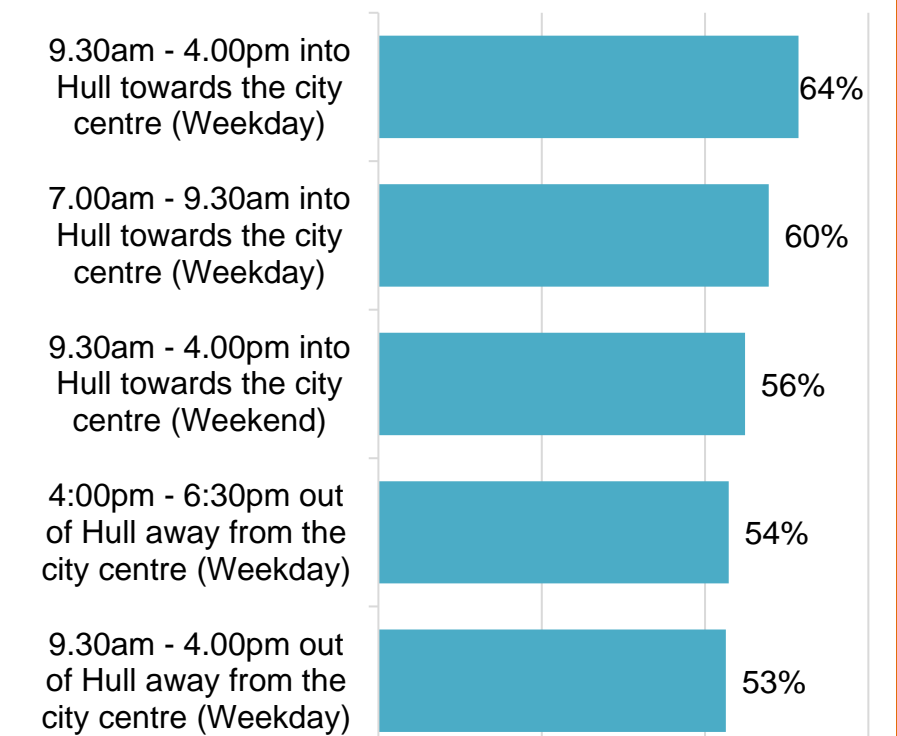 9.30am - 4.00pm into
Hull towards the city
centre (Weekday)
64%
7.00am - 9.30am into
Hull towards the city
centre (Weekday)
60%
9.30am - 4.00pm into
Hull towards the city
centre (Weekend)
56%
4:00pm - 6:30pm out
of Hull away from the
city centre (Weekday)
54%
9.30am - 4.00pm out
of Hull away from the
city centre (Weekday)
53%